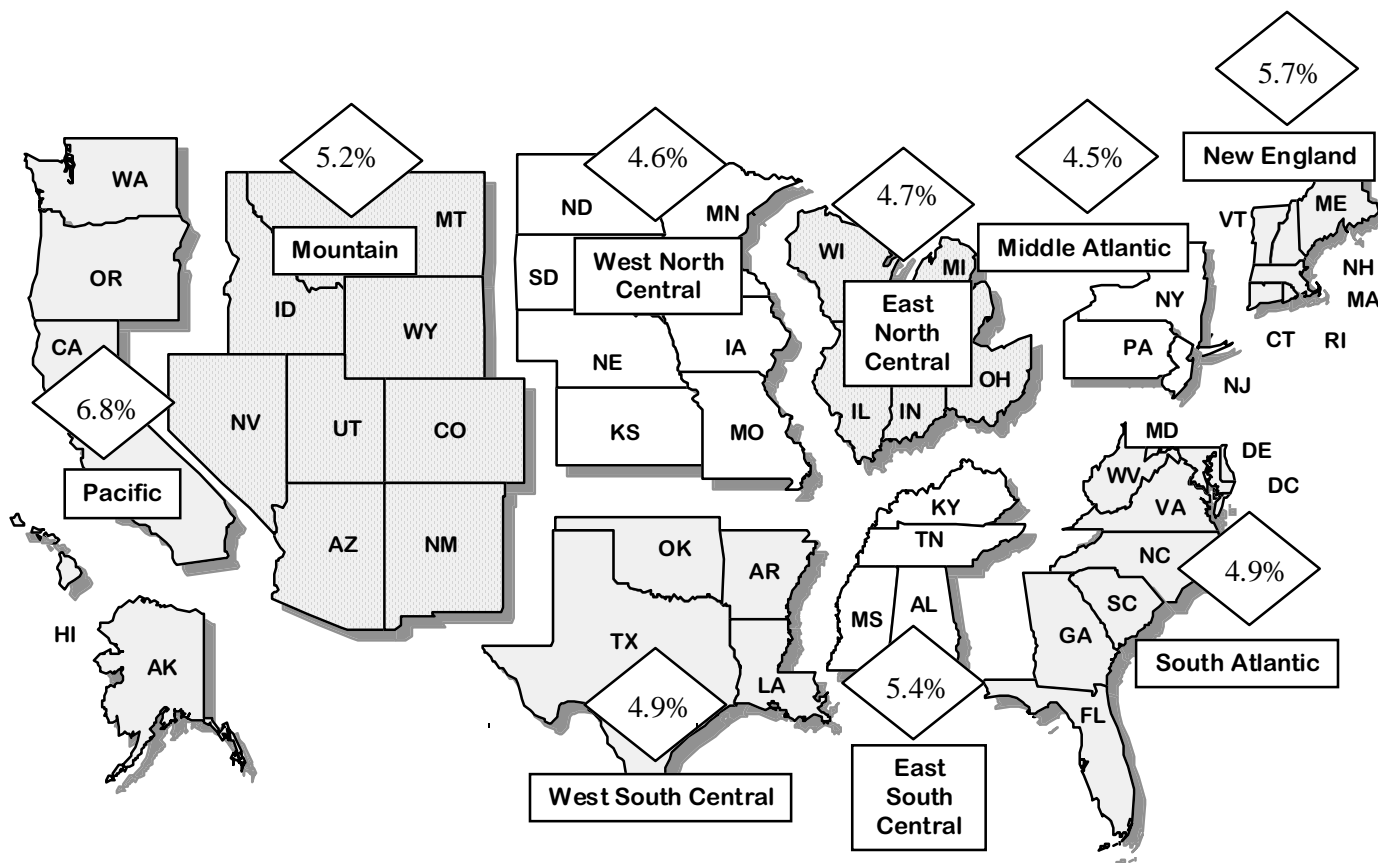 5.7%
New England
5.2%
4.6%
4.7%
4.5%
WA
MT
ND
MN
WI
MI
Middle Atlantic
VT
ME
Mountain
OR
ID
WY
SD
West North
Central
East
North
Central
NY
NH
MA
CA
NE
IA
PA
CT
RI
OH
NJ
6.8%
NV
UT
CO
KS
MO
IL
IN
Pacific
MD
DE
WV
DC
VA
KY
TN
NC
AZ
NM
OK
AR
4.9%
SC
MS
AL
GA
South Atlantic
HI
AK
TX
LA
4.9%
5.4%
FL
West South Central
East
South
Central